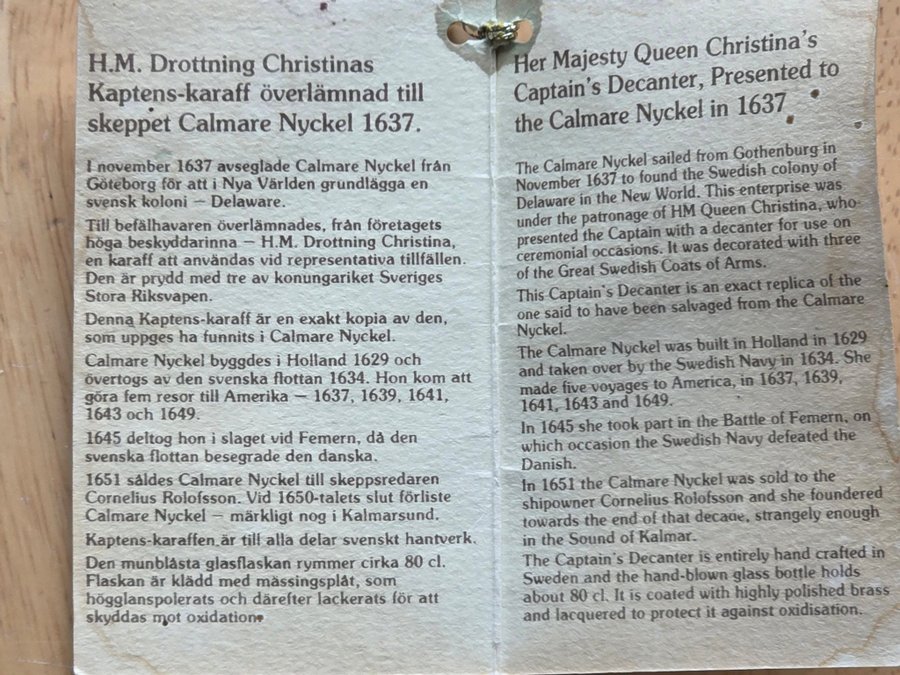 H.M. Drottning Christinas
Kaptens-karaff överlämnad till
skeppet Calmare Nyckel 1637.
I november 1637 avseglade Calmare Nyckel från
Göteborg för att i Nya Världen grundlägga en
svensk koloni – Delaware.
Till befälhavaren överlämnades, från företagets
höga beskyddarinna – H.M. Drottning Christina,
en karaff att användas vid representativa tillfällen.
Den är prydd med tre av konungariket Sveriges
Stora Riksvapen.
Denna Kaptens-karaff är en exakt kopia av den,
som uppges ha funnits i Calmare Nyckel.
Calmare Nyckel byggdes i Holland 1629 och
övertogs av den svenska flottan 1634. Hon kom att
göra fem resor till Amerika – 1637, 1639, 1641,
1643 och 1649.
1645 deltog hon i slaget vid Femern, då den
svenska flottan besegrade den danska.
1651 såldes Calmare Nyckel till skeppsredaren
Cornelius Rolofsson. Vid 1650-talets slut förliste
Calmare Nyckel – märkligt nog i Kalmarsund.
Kaptens-karaffen är till alla delar svenskt hantverk.
Den munblåsta glasflaskan rymmer cirka 80 cl.
Flaskan är klädd med mässingsplåt, som
högglanspolerats och därefter lackerats för att
skyddas mot oxidation.
Her Majesty Queen Christina's
Captain's Decanter, Presented to
the Calmare Nyckel in 1637
The Calmare Nyckel sailed from Gothenburg in
November 1637 to found the Swedish colony of
Delaware in the New World. This enterprise was
under the patronage of HM Queen Christina, who
presented the Captain with a decanter for use on
ceremonial occasions. It was decorated with three
of the Great Swedish Coats of Arms.
This Captain's Decanter is an exact replica of the
one said to have been salvaged from the Calmare
Nyckel.
The Calmare Nyckel was built in Holland in 1629
and taken over by the Swedish Navy in 1634. She
made five voyages to America, in 1637, 1639,
1641, 1643 and 1649.
In 1645 she took part in the Battle of Femern, on
which occasion the Swedish Navy defeated the
Danish.
In 1651 the Calmare Nyckel was sold to the
shipowner Cornelius Rolofsson and she foundered
towards the end of that decade, strangely enough
in the Sound of Kalmar.
The Captain's Decanter is entirely hand crafted in
Sweden and the hand-blown glass bottle holds
about 80 cl. It is coated with highly polished brass
and lacquered to protect it against oxidisation.